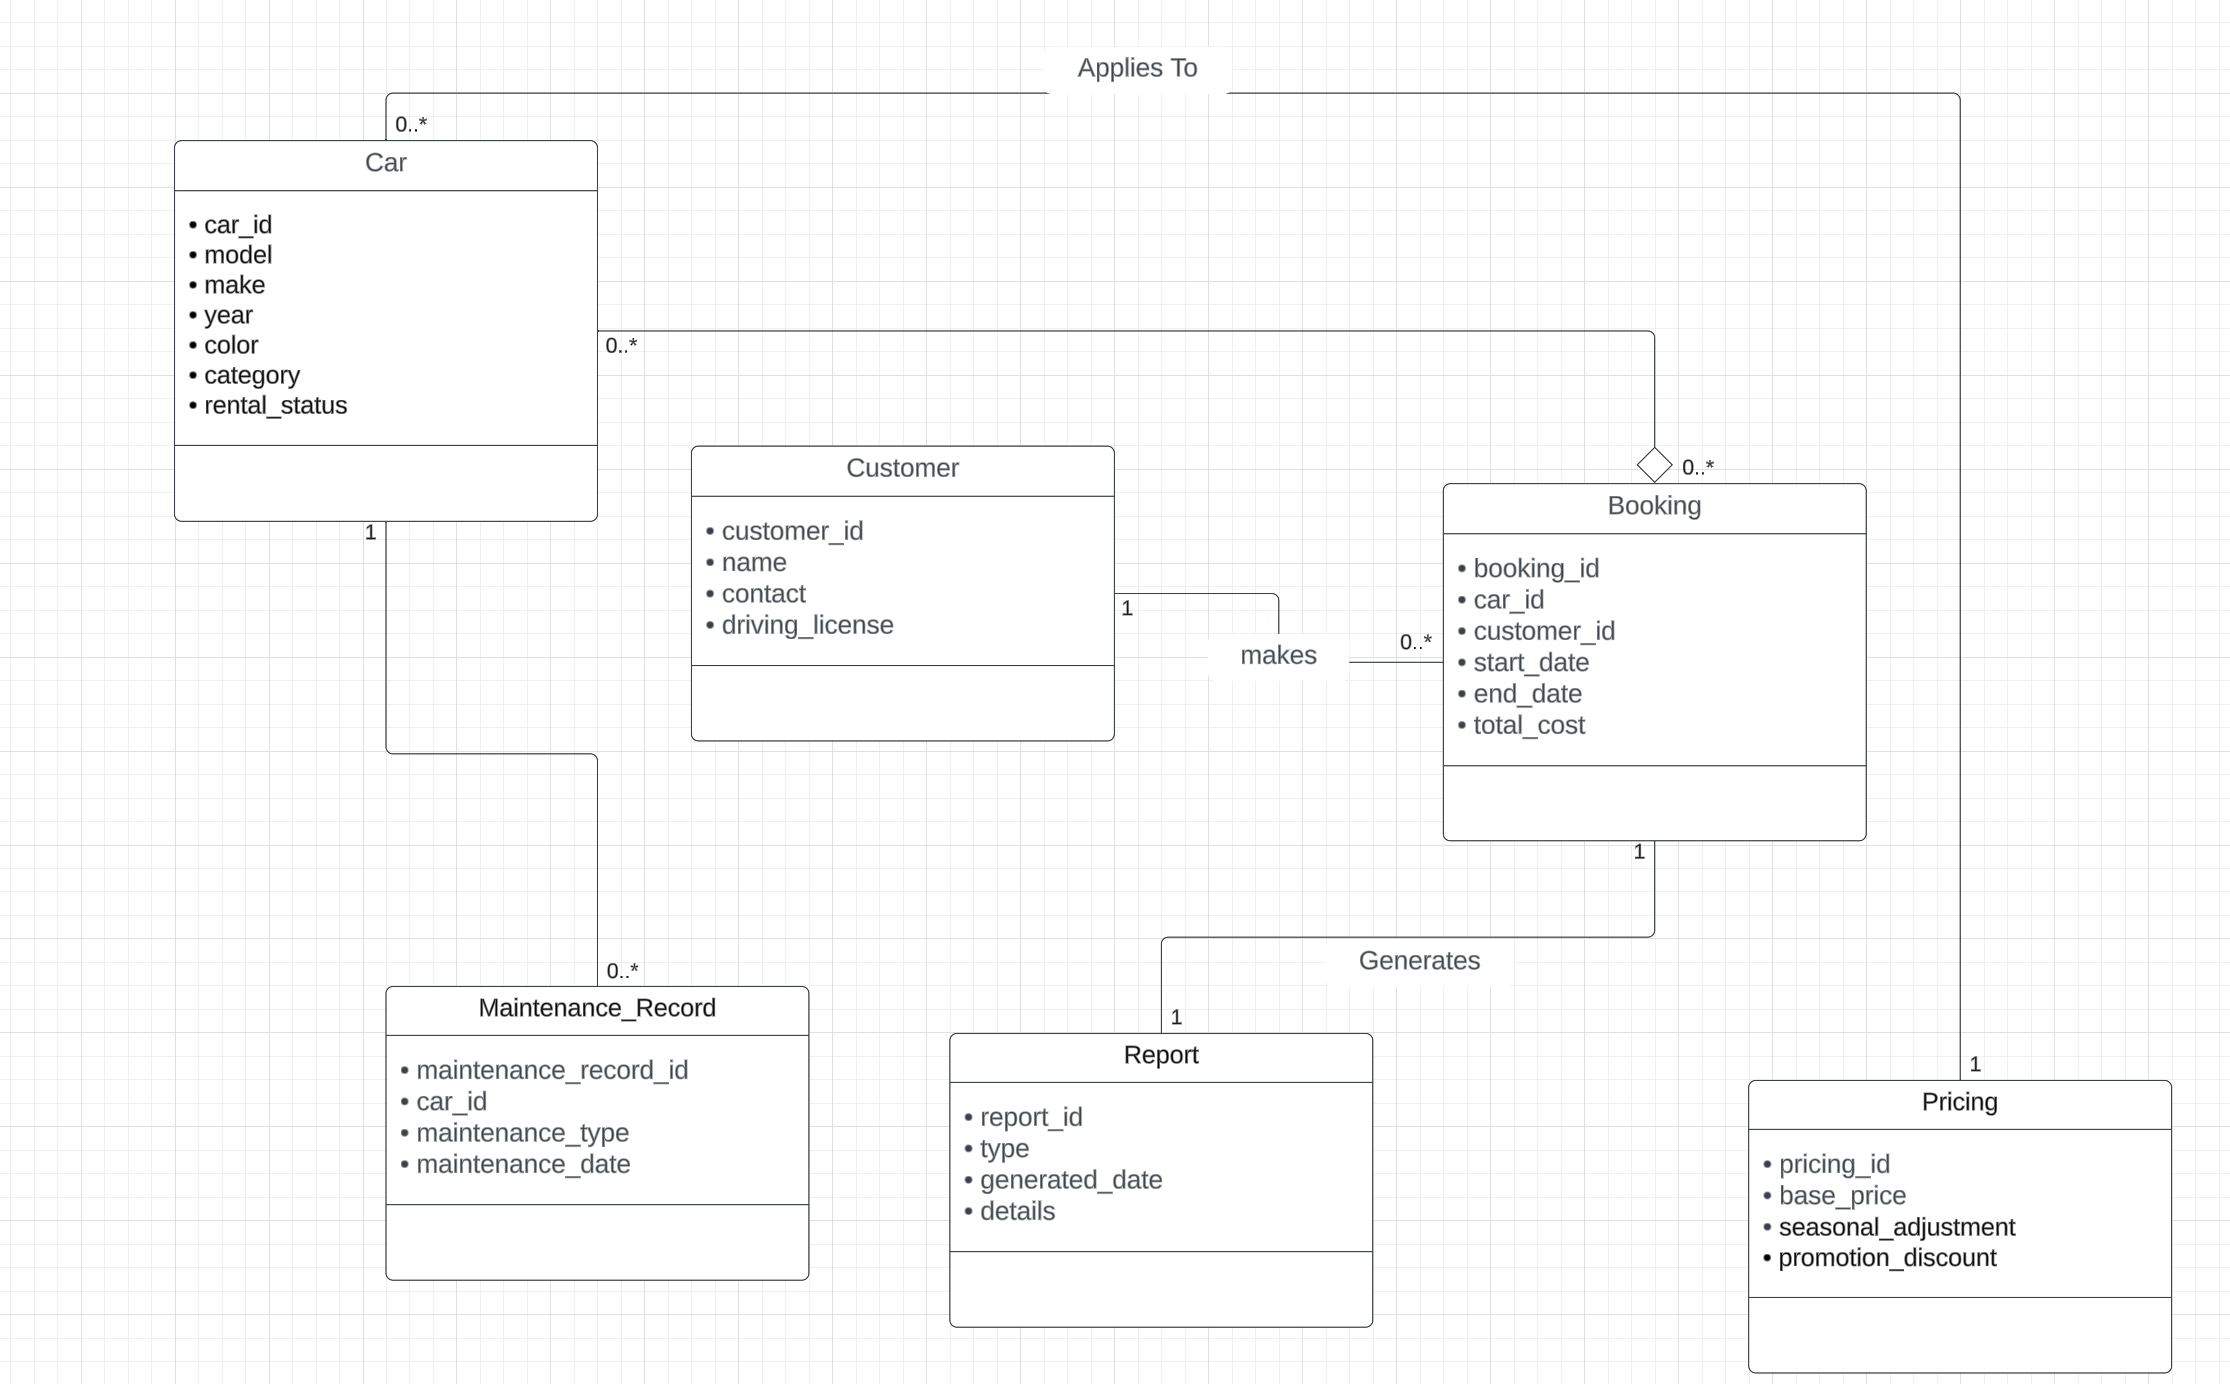 Applies To
0..*
Car
• car_id
• model
• make
• year
• color
• category
• rental_status
0..*
1
Customer
• customer_id
• name
• contact
• driving_license
1
makes
0..*
0..*
Booking
• booking_id
• car_id
• customer_id
• start_date
• end_date
• total_cost
1
Generates
0..*
Maintenance_Record
• maintenance_record_id
• car_id
• maintenance_type
• maintenance_date
1
Report
• report_id
• type
• generated_date
• details
1
Pricing
• pricing_id
• base_price
• seasonal_adjustment
• promotion_discount